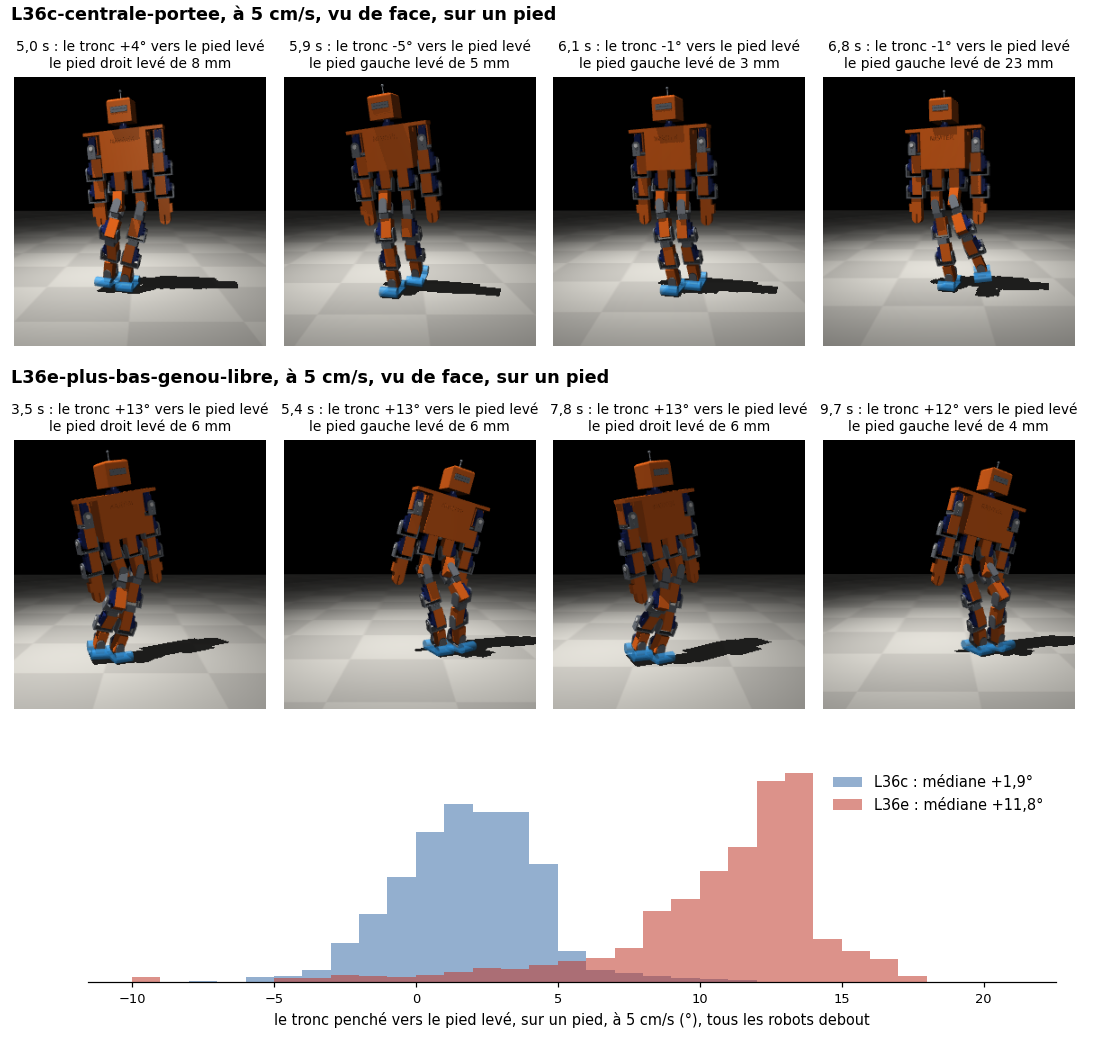 L36c-centrale-portee, à 5 cm/s, vu de face, sur un pied
5,0 s : le tronc +4° vers le pied levé
le pied droit levé de 8 mm
5,9 s : le tronc -5° vers le pied levé
le pied gauche levé de 5 mm
6,1 s : le tronc -1° vers le pied levé
le pied gauche levé de 3 mm
6,8 s : le tronc -1° vers le pied levé
le pied gauche levé de 23 mm
L36e-plus-bas-genou-libre, à 5 cm/s, vu de face, sur un pied
3,5 s : le tronc +13° vers le pied levé
le pied droit levé de 6 mm
5,4 s : le tronc +13° vers le pied levé
le pied gauche levé de 6 mm
7,8 s : le tronc +13° vers le pied levé
le pied droit levé de 6 mm
9,7 s : le tronc +12° vers le pied levé
le pied gauche levé de 4 mm
L36c : médiane +1,9°
L36e : médiane +11,8°
−10 −5 0 5 10 15 20
le tronc penché vers le pied levé, sur un pied, à 5 cm/s (°), tous les robots debout